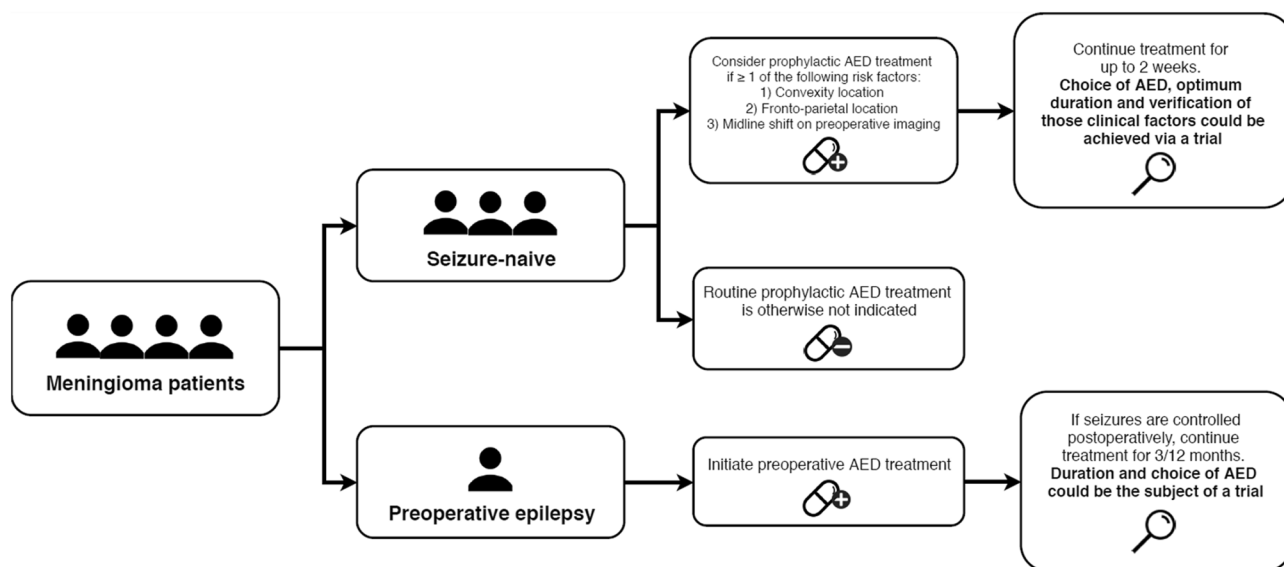 Meningioma patients
Seizure-naive
Consider prophylactic AED treatment
if ≥ 1 of the following risk factors:
1) Convexity location
2) Fronto-parietal location
3) Midline shift on preoperative imaging
Continue treatment for
up to 2 weeks.
Choice of AED, optimum
duration and verification of
those clinical factors could be
achieved via a trial
Routine prophylactic AED treatment
is otherwise not indicated
Preoperative epilepsy
Initiate preoperative AED treatment
If seizures are controlled
postoperatively, continue
treatment for 3/12 months.
Duration and choice of AED
could be the subject of a trial